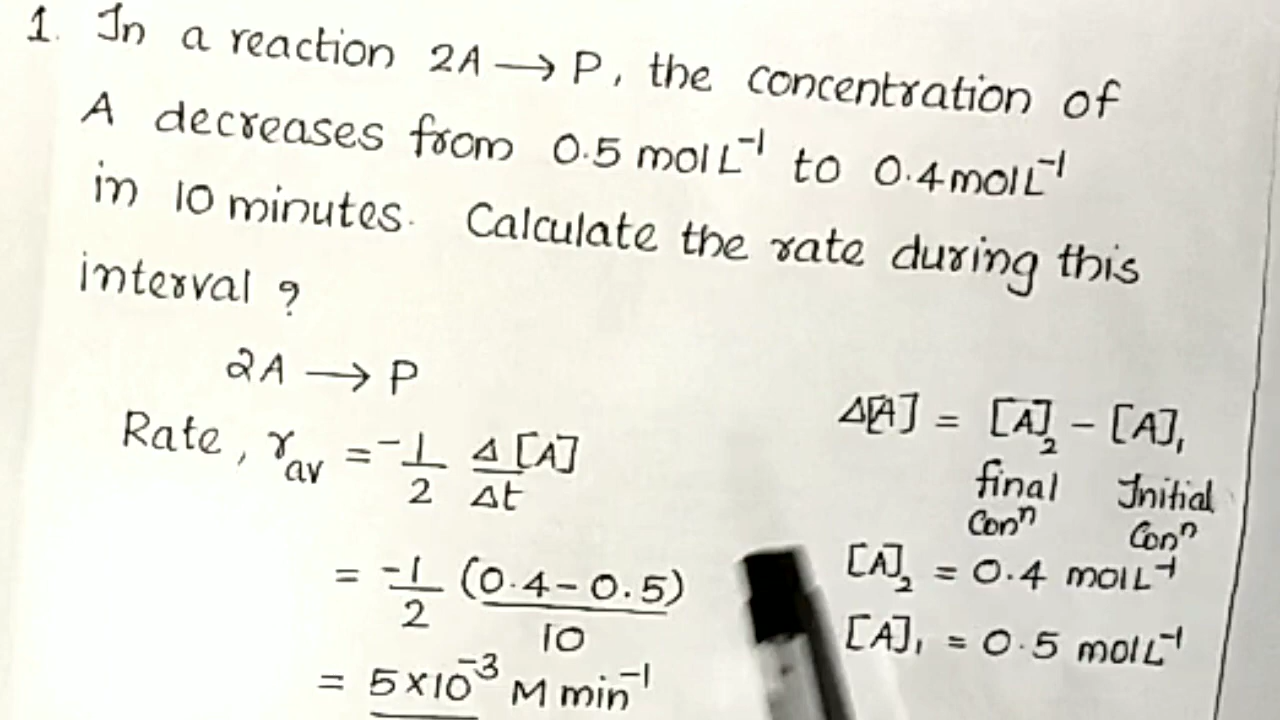 1. In a reaction 2A → P, the concentration of
A decreases from 0.5 mol L⁻¹ to 0.4 mol L⁻¹
in 10 minutes. Calculate the rate during this
interval ?
2A → P
Rate, r_av = -1/2 Δ[A]/Δt
= -1/2 (0.4 - 0.5)/10
= 5×10⁻³ M min⁻¹
Δ[A] = [A]₂ - [A]₁
final Initial
Conⁿ Conⁿ
[A]₂ = 0.4 mol L⁻¹
[A]₁ = 0.5 mol L⁻¹